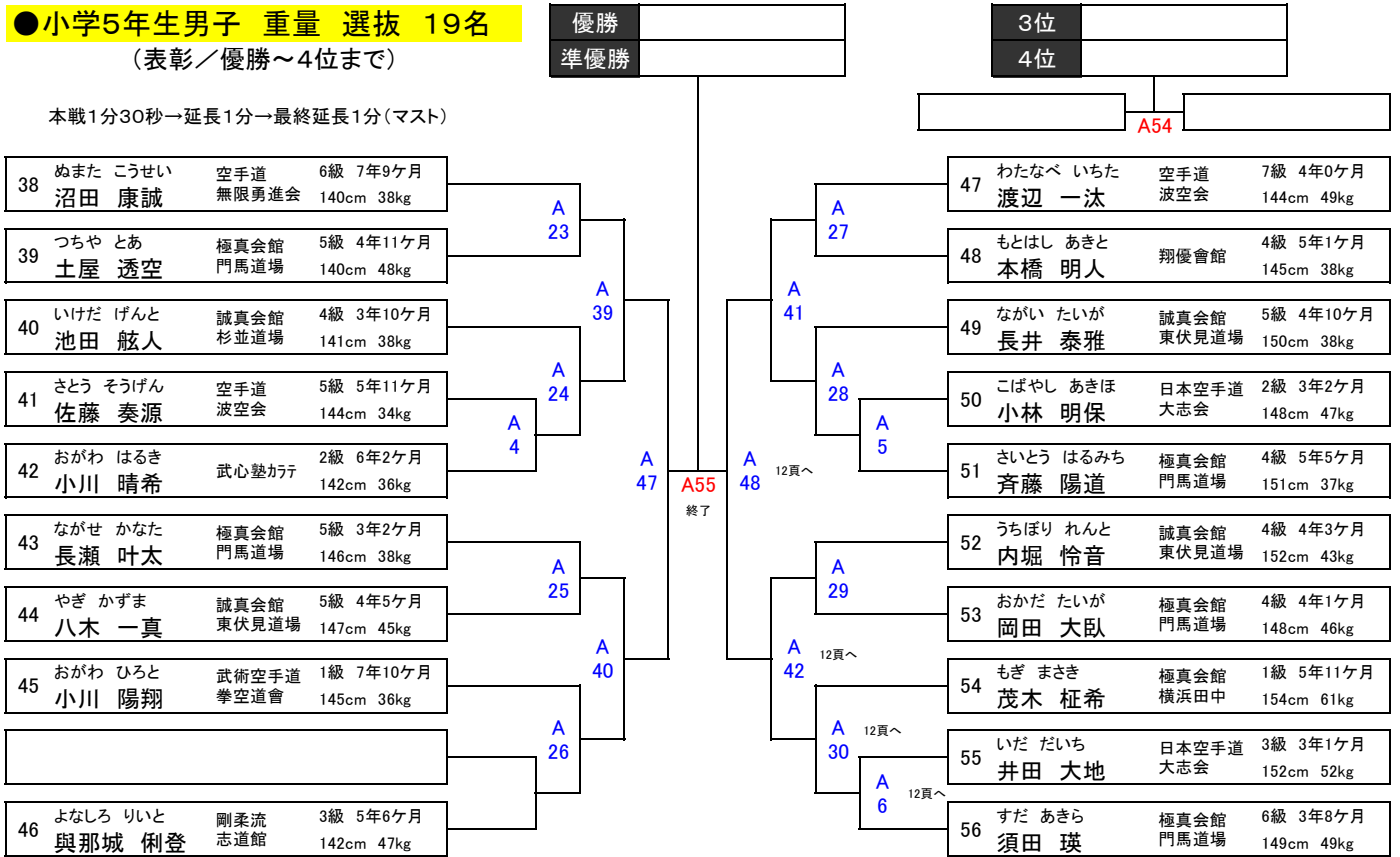 ●小学5年生男子 重量 選抜 19名
(表彰／優勝～4位まで)
本戦1分30秒→延長1分→最終延長1分(マスト)
優勝
準優勝
3位
4位
A54
38 ぬまた こうせい 空手道 6級 7年9ケ月
沼田 康誠 無限勇進会 140cm 38kg
39 つちや とあ 極真会館 5級 4年11ケ月
土屋 透空 門馬道場 140cm 48kg
40 いけだ げんと 誠真会館 4級 3年10ケ月
池田 舷人 杉並道場 141cm 38kg
41 さとう そうげん 空手道 5級 5年11ケ月
佐藤 奏源 波空会 144cm 34kg
42 おがわ はるき 武心塾カラテ 2級 6年2ケ月
小川 晴希 142cm 36kg
43 ながせ かなた 極真会館 5級 3年2ケ月
長瀬 叶太 門馬道場 146cm 38kg
44 やぎ かずま 誠真会館 5級 4年5ケ月
八木 一真 東伏見道場 147cm 45kg
45 おがわ ひろと 武術空手道 1級 7年10ケ月
小川 陽翔 拳空道會 145cm 36kg
46 よなしろ りいと 剛柔流 3級 5年6ケ月
與那城 俐登 志道館 142cm 47kg
A
23
A
39
A
24
A
4
A
47
A
25
A
40
A
26
A55
終了
A
48
12頁へ
A
27
A
41
A
28
A
5
A
29
A
42
12頁へ
A
30
12頁へ
A
6
12頁へ
47 わたなべ いちた 空手道 7級 4年0ケ月
渡辺 一汰 波空会 144cm 49kg
48 もとはし あきと 翔優會館 4級 5年1ケ月
本橋 明人 145cm 38kg
49 ながい たいが 誠真会館 5級 4年10ケ月
長井 泰雅 東伏見道場 150cm 38kg
50 こばやし あきほ 日本空手道 2級 3年2ケ月
小林 明保 大志会 148cm 47kg
51 さいとう はるみち 極真会館 4級 5年5ケ月
斉藤 陽道 門馬道場 151cm 37kg
52 うちぼり れんと 誠真会館 4級 4年3ケ月
内堀 怜音 東伏見道場 152cm 43kg
53 おかだ たいが 極真会館 4級 4年1ケ月
岡田 大臥 門馬道場 148cm 46kg
54 もぎ まさき 極真会館 1級 5年11ケ月
茂木 柾希 横浜田中 154cm 61kg
55 いだ だいち 日本空手道 3級 3年1ケ月
井田 大地 大志会 152cm 52kg
56 すだ あきら 極真会館 6級 3年8ケ月
須田 瑛 門馬道場 149cm 49kg